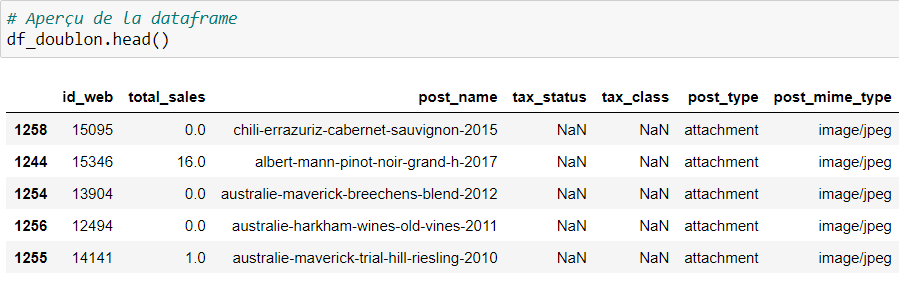 # Aperçu de la dataframe
df_doublon.head()
id_web total_sales post_name tax_status tax_class post_type post_mime_type
1258 15095 0.0 chili-errazuriz-cabernet-sauvignon-2015 NaN NaN attachment image/jpeg
1244 15346 16.0 albert-mann-pinot-noir-grand-h-2017 NaN NaN attachment image/jpeg
1254 13904 0.0 australie-maverick-breechens-blend-2012 NaN NaN attachment image/jpeg
1256 12494 0.0 australie-harkham-wines-old-vines-2011 NaN NaN attachment image/jpeg
1255 14141 1.0 australie-maverick-trial-hill-riesling-2010 NaN NaN attachment image/jpeg